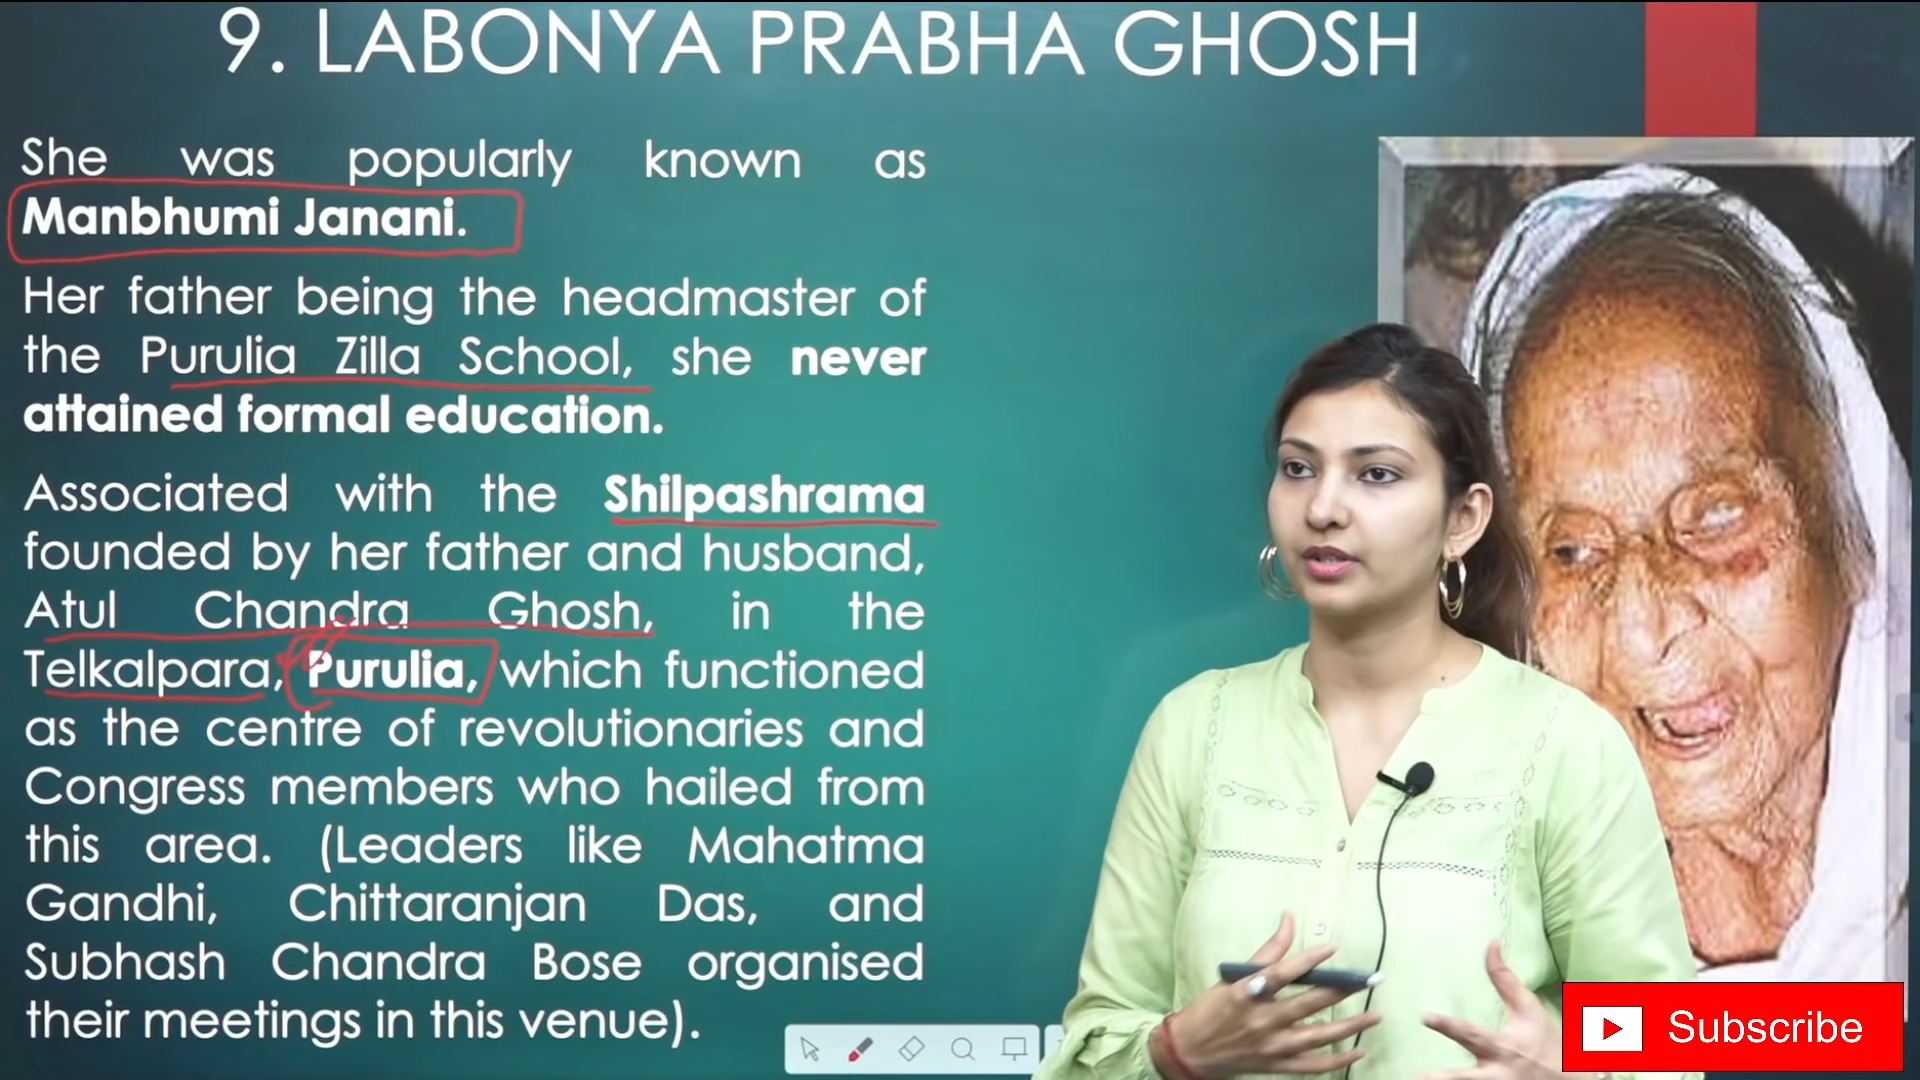 9. LABONYA PRABHA GHOSH
She was popularly known as
Manbhumi Janani.
Her father being the headmaster of
the Purulia Zilla School, she never
attained formal education.
Associated with the Shilpashrama
founded by her father and husband,
Atul Chandra Ghosh, in the
Telkalpara, Purulia, which functioned
as the centre of revolutionaries and
Congress members who hailed from
this area. (Leaders like Mahatma
Gandhi, Chittaranjan Das, and
Subhash Chandra Bose organised
their meetings in this venue).
Subscribe